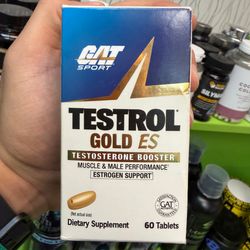 GAT
SPORT
TESTROL
GOLD ES
TESTOSTERONE BOOSTER
MUSCLE & MALE PERFORMANCE
ESTROGEN SUPPORT
(Not actual size)
GAT
Dietary Supplement
60 Tablets